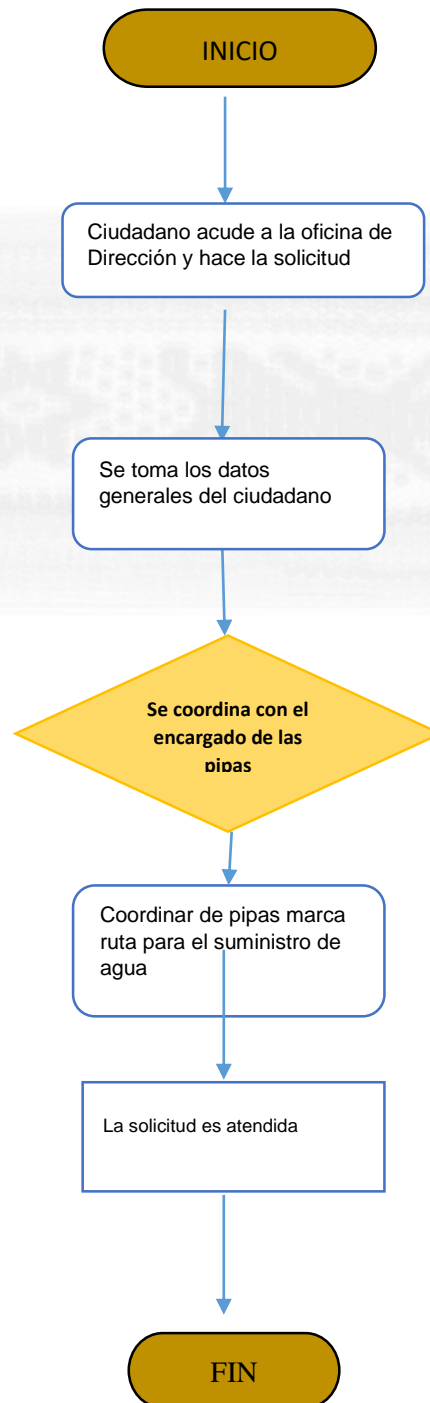 INICIO
Ciudadano acude a la oficina de
Dirección y hace la solicitud
Se toma los datos
generales del ciudadano
Se coordina con el
encargado de las
pipas
Coordinar de pipas marca
ruta para el suministro de
agua
La solicitud es atendida
FIN